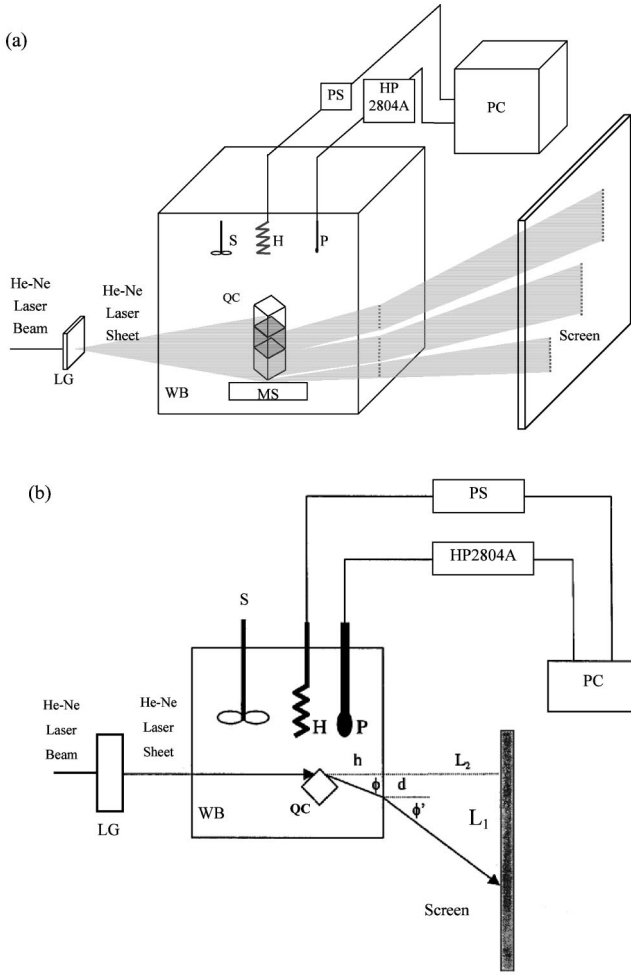 (a)
PS
HP
2804A
PC
S
H
P
He-Ne
Laser
Beam
He-Ne
Laser
Sheet
QC
LG
WB
MS
Screen
(b)
PS
HP2804A
S
PC
He-Ne
Laser
Beam
He-Ne
Laser
Sheet
H
P
h
L₂
ϕ
d
QC
ϕ'
L₁
WB
LG
Screen